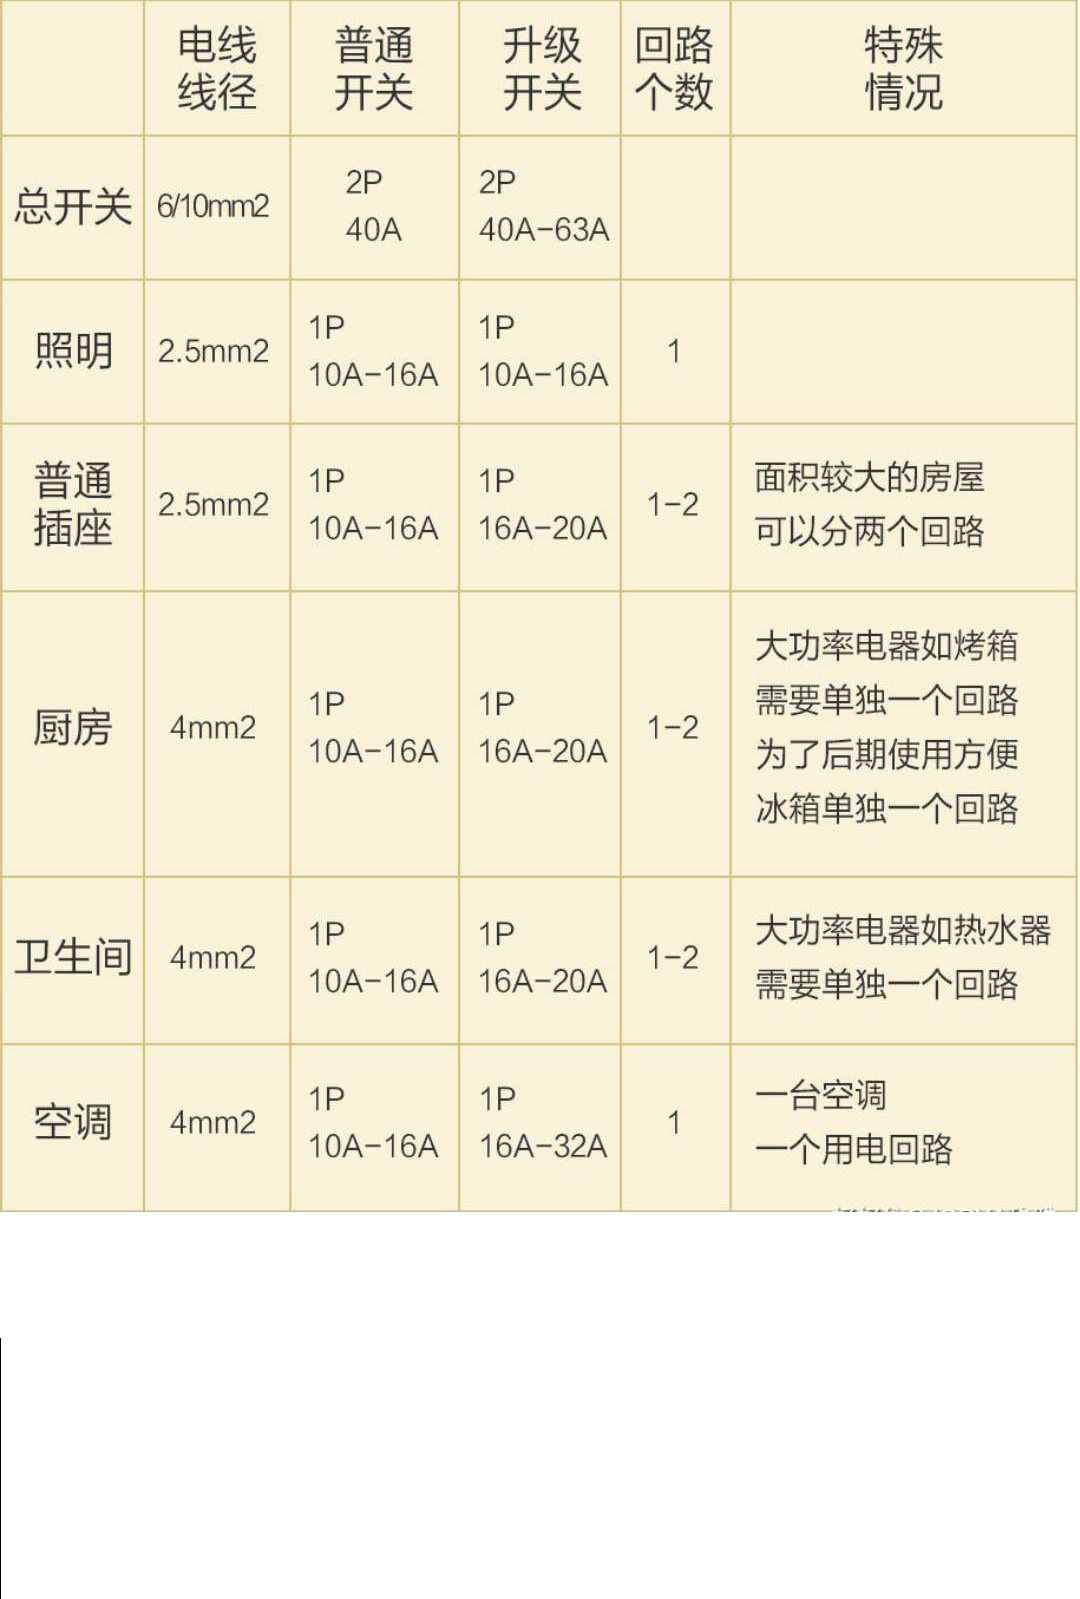 电线
线径
普通
开关
升级
开关
回路
个数
特殊
情况
总开关
6/10mm2
2P
40A
2P
40A-63A
照明
2.5mm2
1P
10A-16A
1P
10A-16A
1
普通
插座
2.5mm2
1P
10A-16A
1P
16A-20A
1-2
面积较大的房屋
可以分两个回路
厨房
4mm2
1P
10A-16A
1P
16A-20A
1-2
大功率电器如烤箱
需要单独一个回路
为了后期使用方便
冰箱单独一个回路
卫生间
4mm2
1P
10A-16A
1P
16A-20A
1-2
大功率电器如热水器
需要单独一个回路
空调
4mm2
1P
10A-16A
1P
16A-32A
1
一台空调
一个用电回路